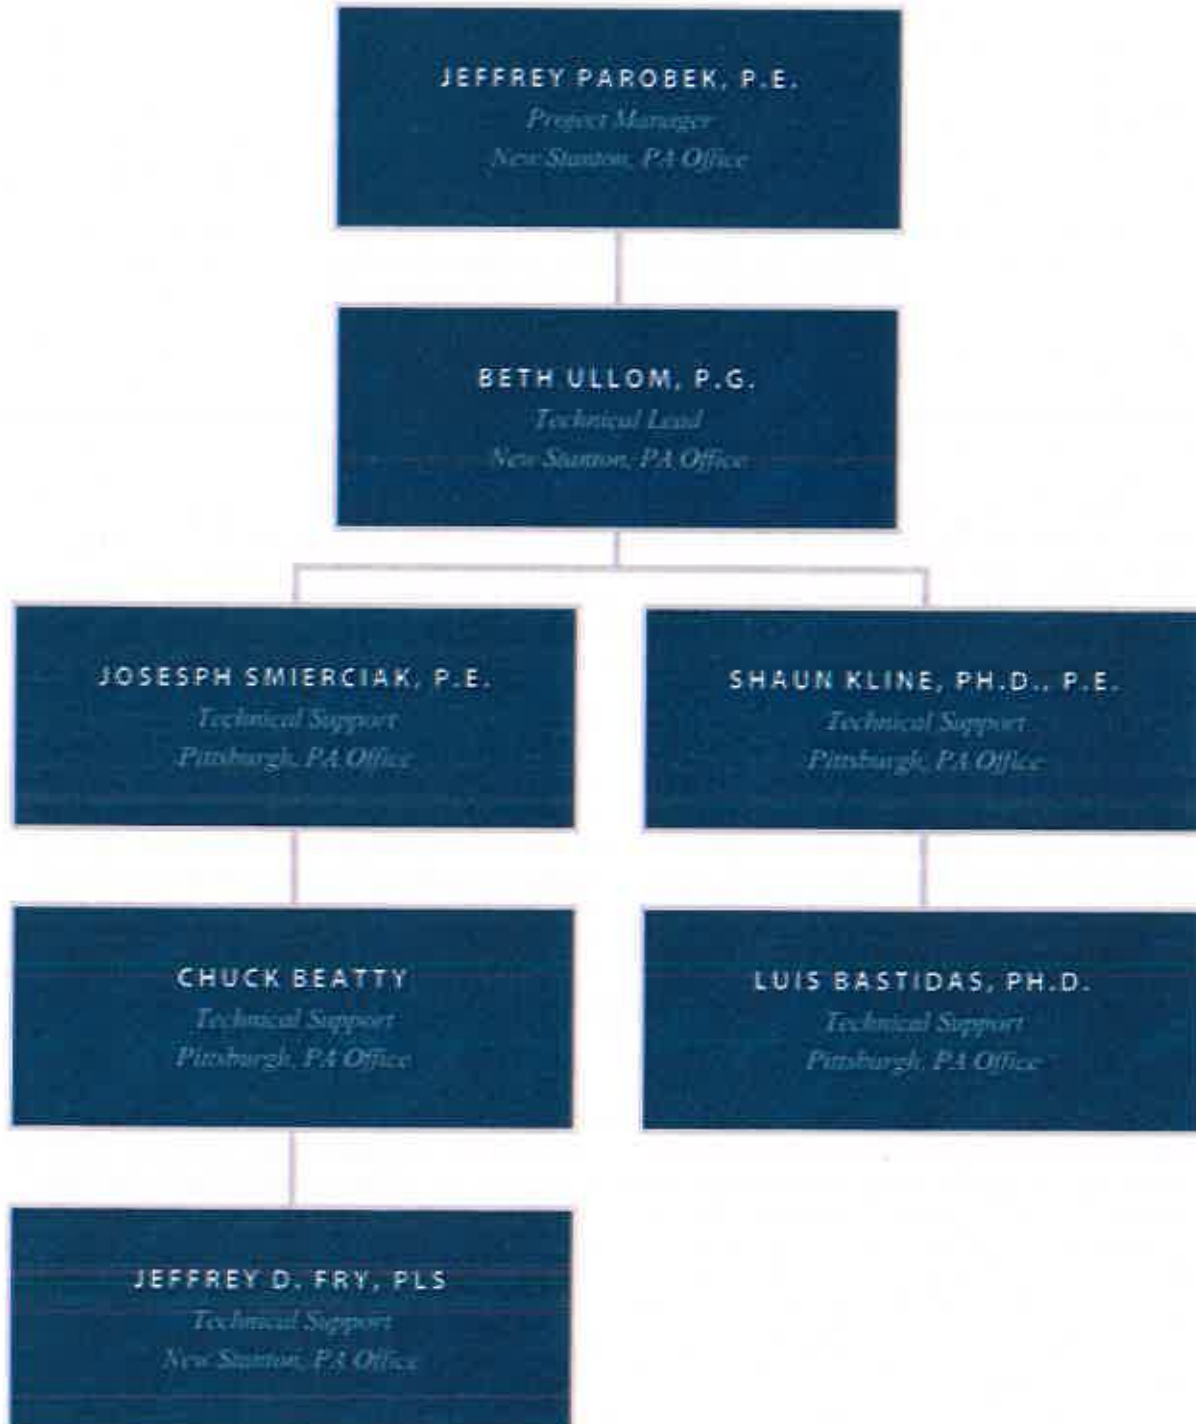 JEFFREY PAROBEK, P.E.
Project Manager
New Stanton, PA Office
BETH ULLOM, P.G.
Technical Lead
New Stanton, PA Office
JOSESPH SMIERCIAK, P.E.
Technical Support
Pittsburgh, PA Office
SHAUN KLINE, PH.D., P.E.
Technical Support
Pittsburgh, PA Office
CHUCK BEATTY
Technical Support
Pittsburgh, PA Office
LUIS BASTIDAS, PH.D.
Technical Support
Pittsburgh, PA Office
JEFFREY D. FRY, PLS
Technical Support
New Stanton, PA Office